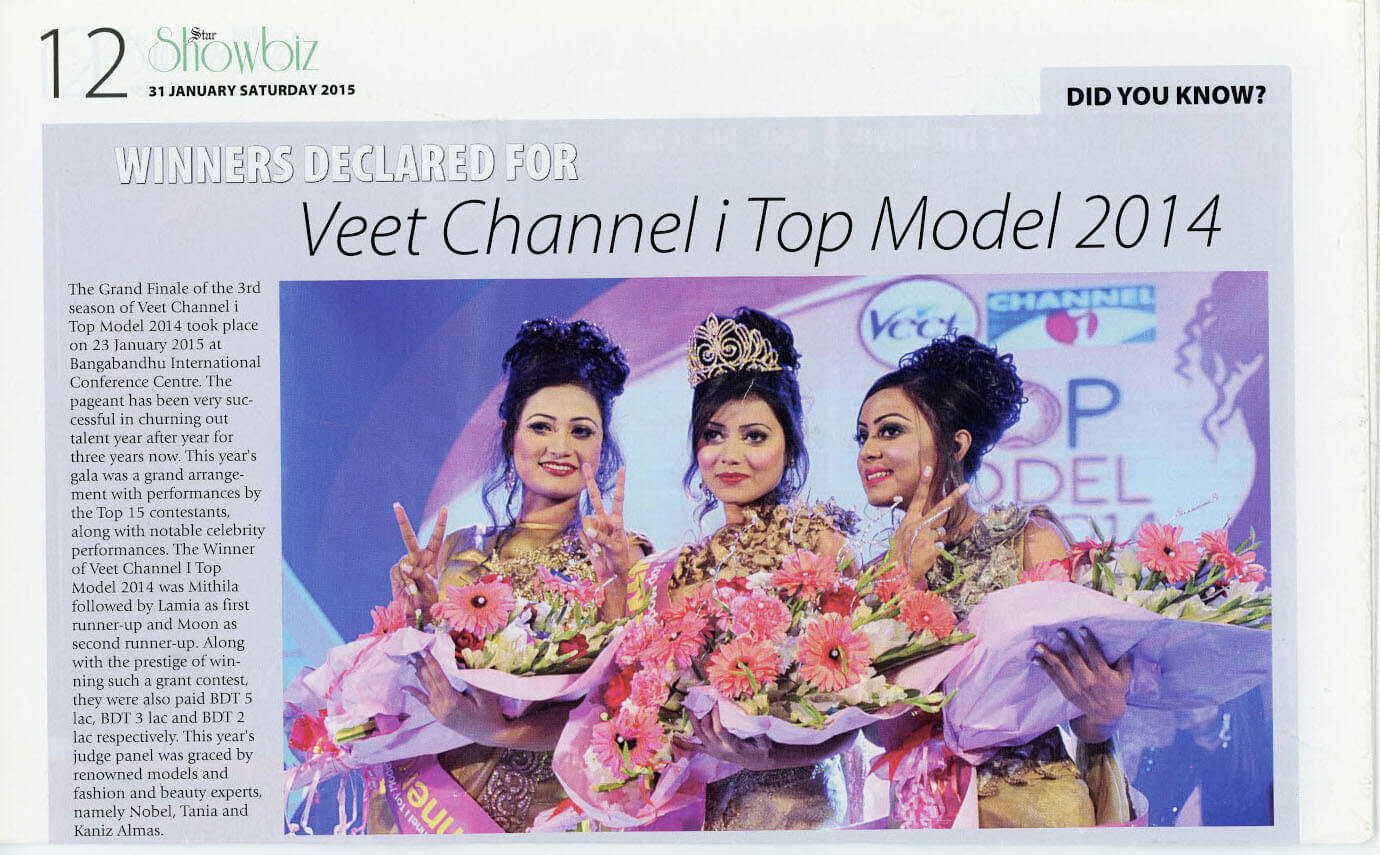 12
Star
Showbiz
31 JANUARY SATURDAY 2015
DID YOU KNOW?
WINNERS DECLARED FOR
Veet Channel i Top Model 2014
The Grand Finale of the 3rd
season of Veet Channel i
Top Model 2014 took place
on 23 January 2015 at
Bangabandhu International
Conference Centre. The
pageant has been very suc-
cessful in churning out
talent year after year for
three years now. This year's
gala was a grand arrange-
ment with performances by
the Top 15 contestants,
along with notable celebrity
performances. The Winner
of Veet Channel I Top
Model 2014 was Mithila
followed by Lamia as first
runner-up and Moon as
second runner-up. Along
with the prestige of win-
ning such a grant contest,
they were also paid BDT 5
lac, BDT 3 lac and BDT 2
lac respectively. This year's
judge panel was graced by
renowned models and
fashion and beauty experts,
namely Nobel, Tania and
Kaniz Almas.
Veet
CHANNEL
i
OP
ODEL
2014